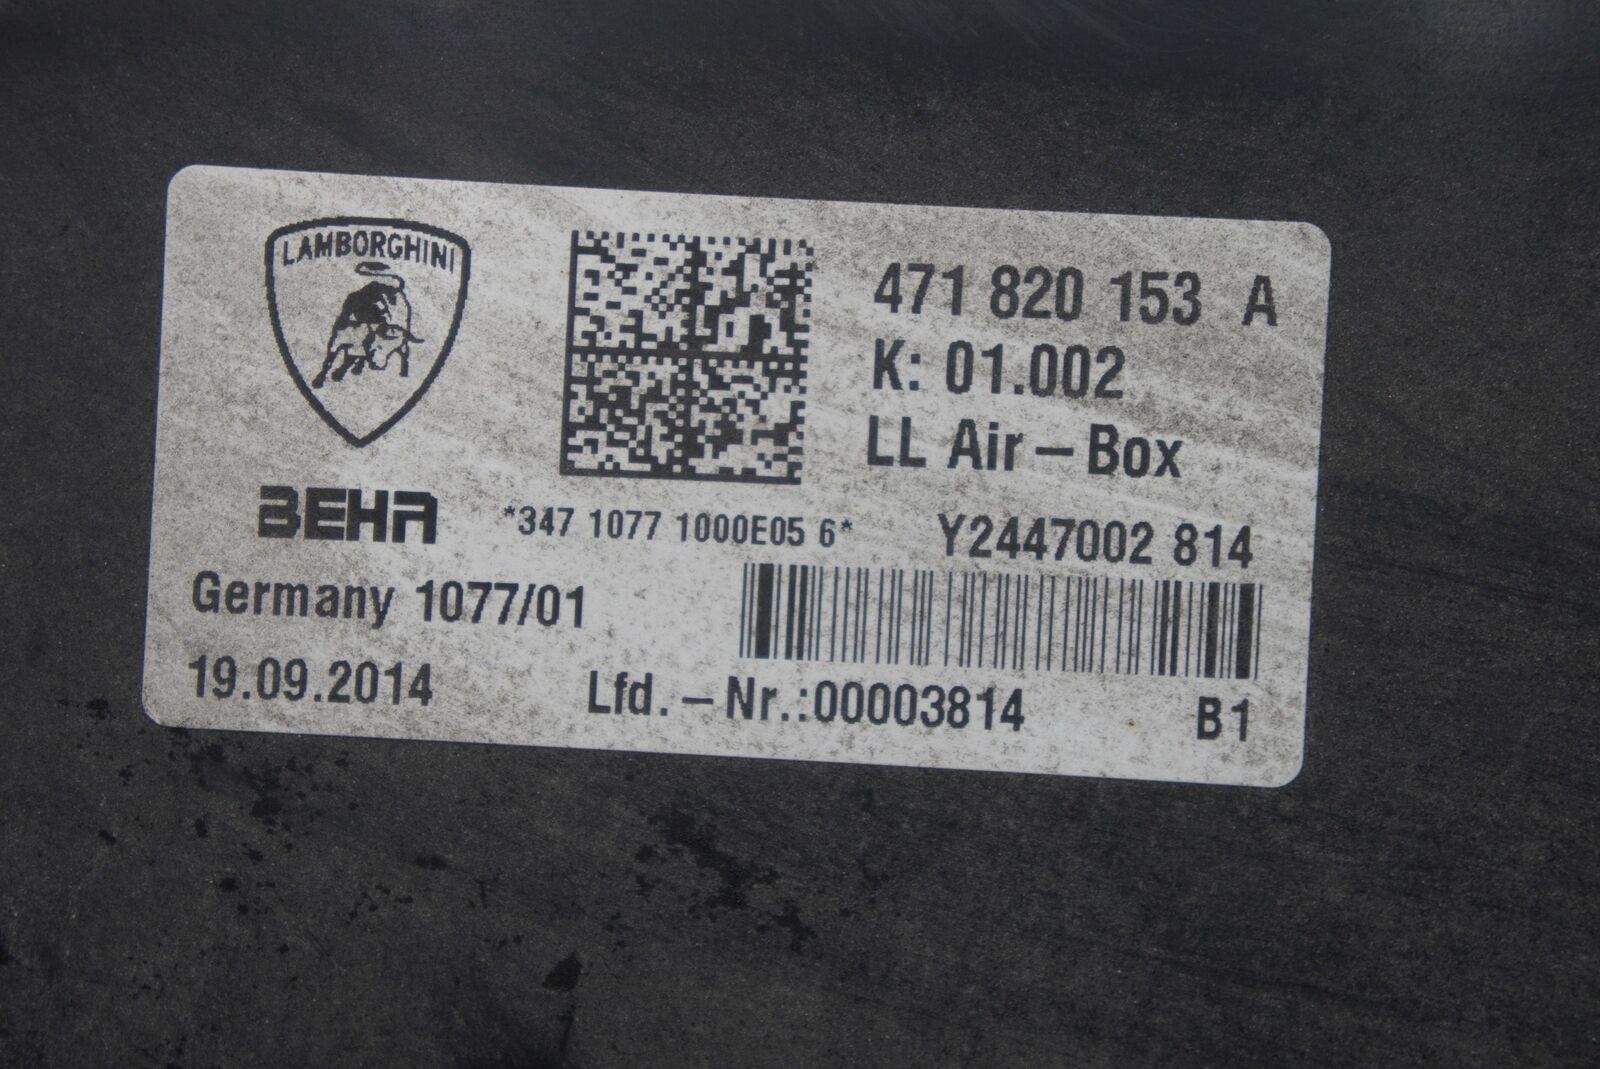 LAMBORGHINI
471 820 153 A
K: 01.002
LL Air – Box
BEHR
*347 1077 1000E05 6*
Y2447002 814
Germany 1077/01
19.09.2014
Lfd. – Nr.:00003814
B1